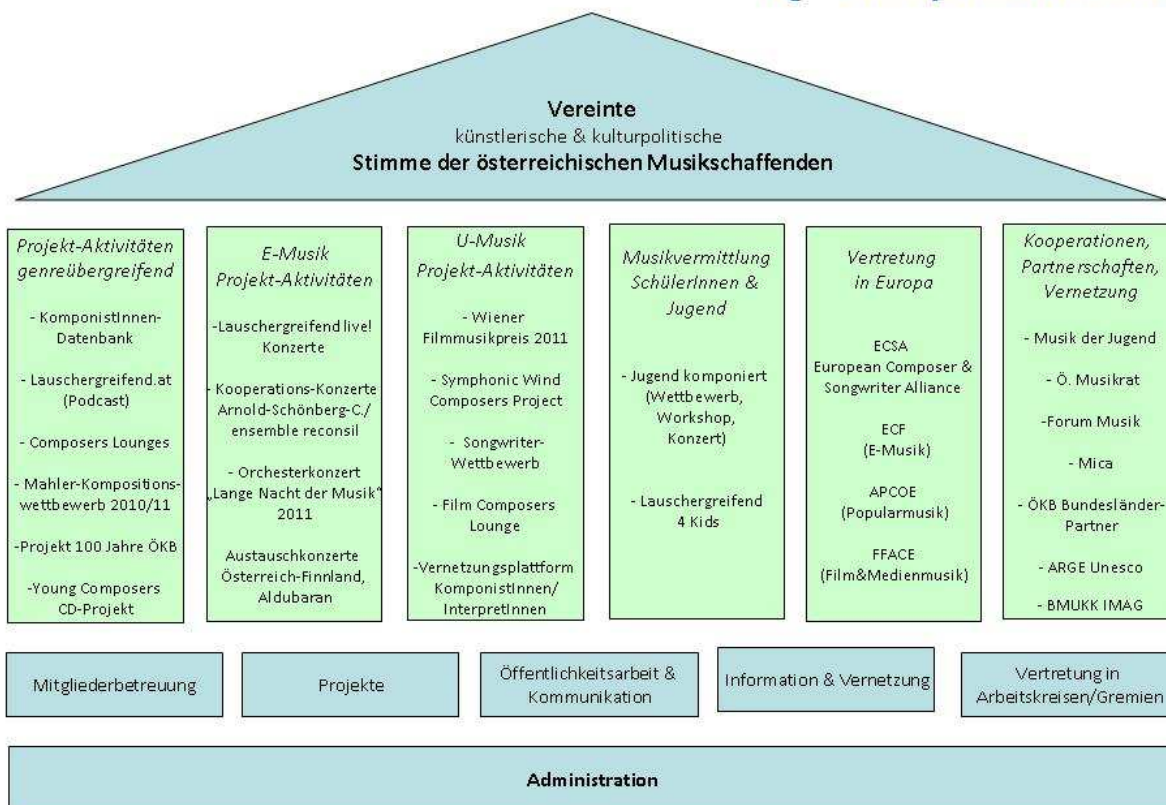 Vereinte
künstlerische & kulturpolitische
Stimme der österreichischen Musikschaffenden
Projekt-Aktivitäten
genreübergreifend
- KomponistInnen-
Datenbank
- Lauschergreifend.at
(Podcast)
- Composers Lounges
- Mahler-Kompositions-
wettbewerb 2010/11
-Projekt 100 Jahre ÖKB
-Young Composers
CD-Projekt
E-Musik
Projekt-Aktivitäten
-Lauschergreifend live!
Konzerte
- Kooperations-Konzerte
Arnold-Schönberg-C./
ensemble reconsil
- Orchesterkonzert
„Lange Nacht der Musik"
2011
Austauschkonzerte
Österreich-Finnland,
Aldubaran
U-Musik
Projekt-Aktivitäten
- Wiener
Filmmusikpreis 2011
- Symphonic Wind
Composers Project
- Songwriter-
Wettbewerb
- Film Composers
Lounge
-Vernetzungsplattform
KomponistInnen/
InterpretInnen
Musikvermittlung
SchülerInnen &
Jugend
- Jugend komponiert
(Wettbewerb,
Workshop,
Konzert)
- Lauschergreifend
4 Kids
Vertretung
in Europa
ECSA
European Composer &
Songwriter Alliance
ECF
(E-Musik)
APCOE
(Popularmusik)
FFACE
(Film&Medienmusik)
Kooperationen,
Partnerschaften,
Vernetzung
- Musik der Jugend
- Ö. Musikrat
-Forum Musik
- Mica
- ÖKB Bundesländer-
Partner
- ARGE Unesco
- BMUKK IMAG
Mitgliederbetreuung
Projekte
Öffentlichkeitsarbeit &
Kommunikation
Information & Vernetzung
Vertretung in
Arbeitskreisen/Gremien
Administration